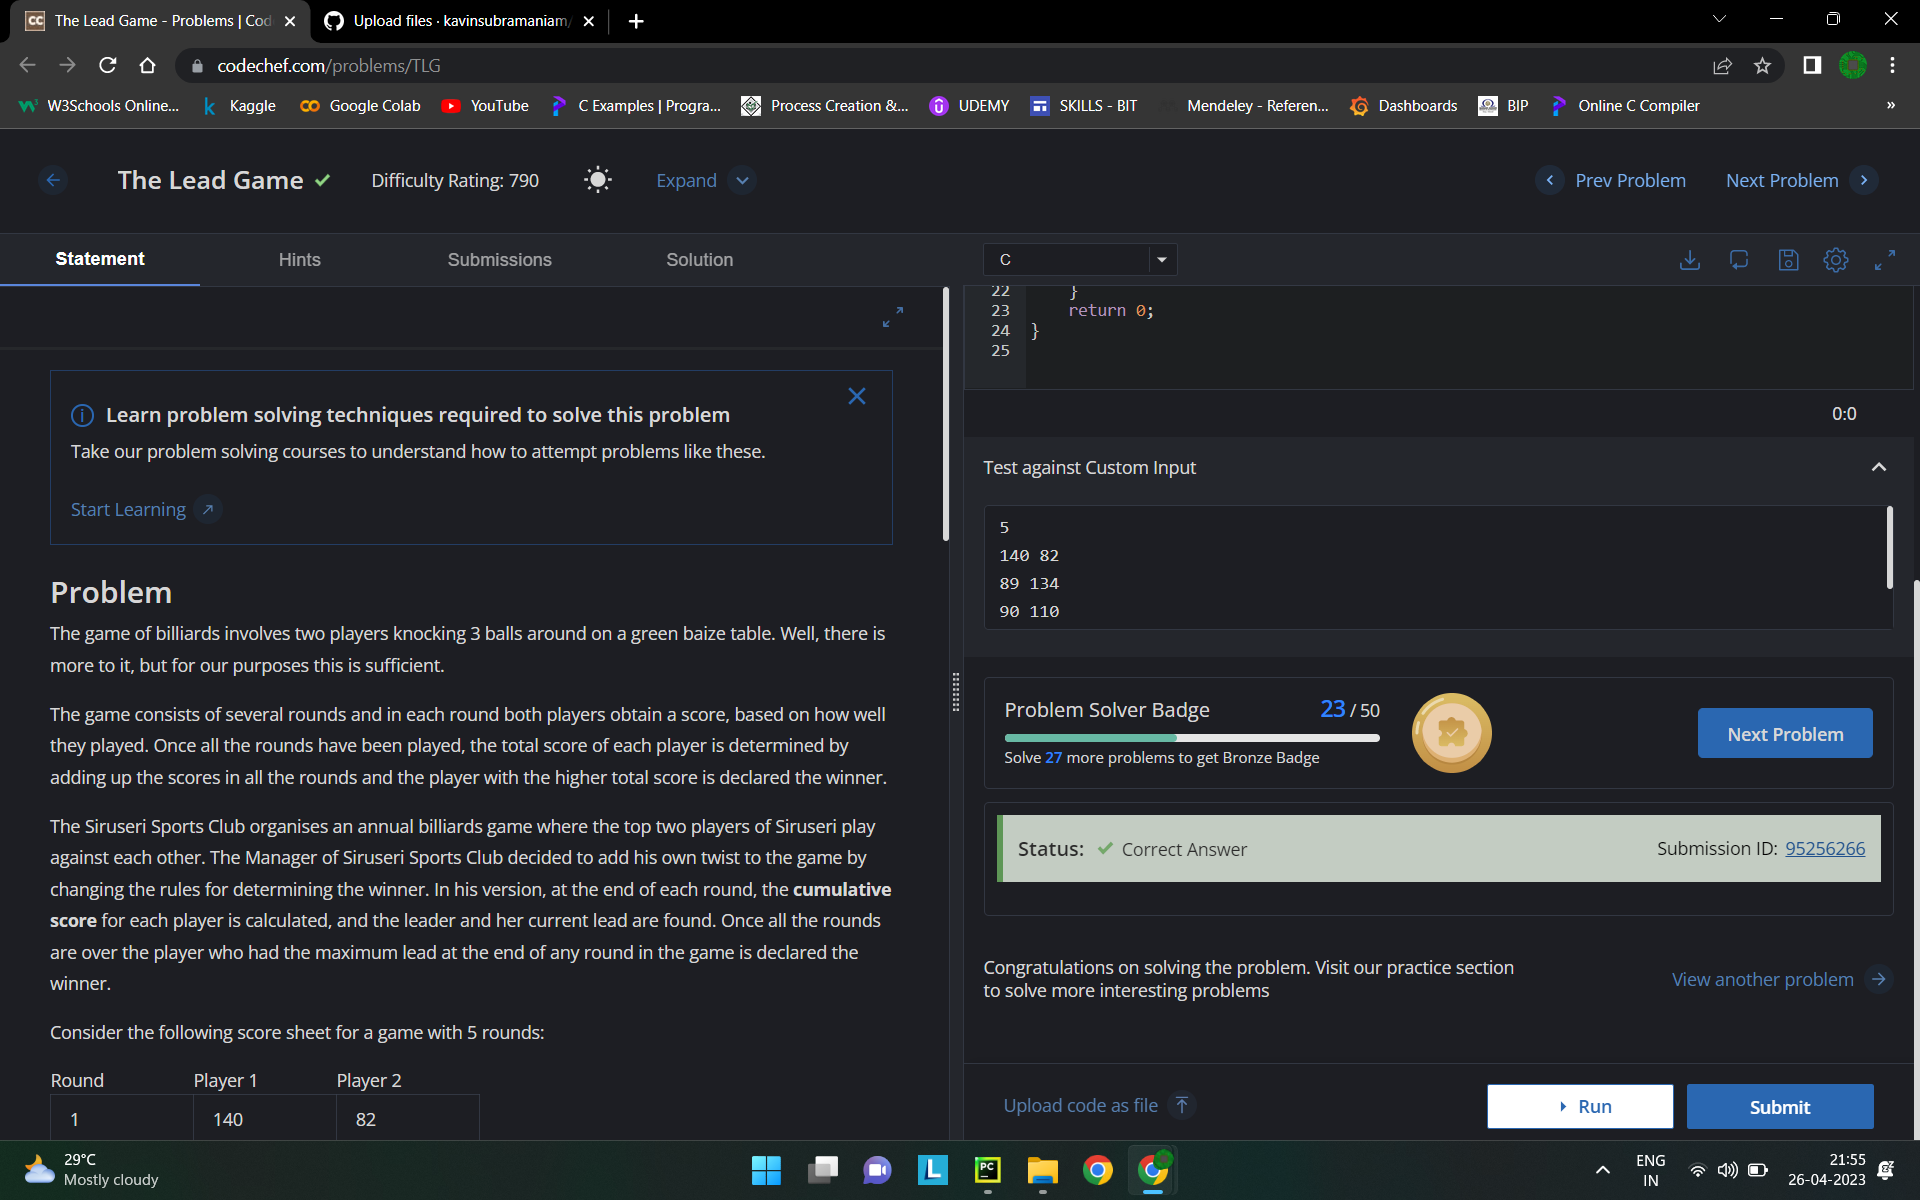 The Lead Game - Problems | Cod
Upload files · kavinsubramaniam/
codechef.com/problems/TLG
W3Schools Online...
Kaggle
Google Colab
YouTube
C Examples | Progra...
Process Creation &...
UDEMY
SKILLS - BIT
Mendeley - Referen...
Dashboards
BIP
Online C Compiler
»
The Lead Game
Difficulty Rating: 790
Expand
Prev Problem
Next Problem
Statement
Hints
Submissions
Solution
C
Learn problem solving techniques required to solve this problem
Take our problem solving courses to understand how to attempt problems like these.
Start Learning
Problem
The game of billiards involves two players knocking 3 balls around on a green baize table. Well, there is
more to it, but for our purposes this is sufficient.
The game consists of several rounds and in each round both players obtain a score, based on how well
they played. Once all the rounds have been played, the total score of each player is determined by
adding up the scores in all the rounds and the player with the higher total score is declared the winner.
The Siruseri Sports Club organises an annual billiards game where the top two players of Siruseri play
against each other. The Manager of Siruseri Sports Club decided to add his own twist to the game by
changing the rules for determining the winner. In his version, at the end of each round, the cumulative
score for each player is calculated, and the leader and her current lead are found. Once all the rounds
are over the player who had the maximum lead at the end of any round in the game is declared the
winner.
Consider the following score sheet for a game with 5 rounds:
Round Player 1 Player 2
1 140 82
22 }
23 return 0;
24 }
25
0:0
Test against Custom Input
5
140 82
89 134
90 110
Problem Solver Badge 23 / 50
Solve 27 more problems to get Bronze Badge
Next Problem
Status: Correct Answer
Submission ID: 95256266
Congratulations on solving the problem. Visit our practice section
to solve more interesting problems
View another problem
Upload code as file
Run
Submit
29°C
Mostly cloudy
ENG
IN
21:55
26-04-2023